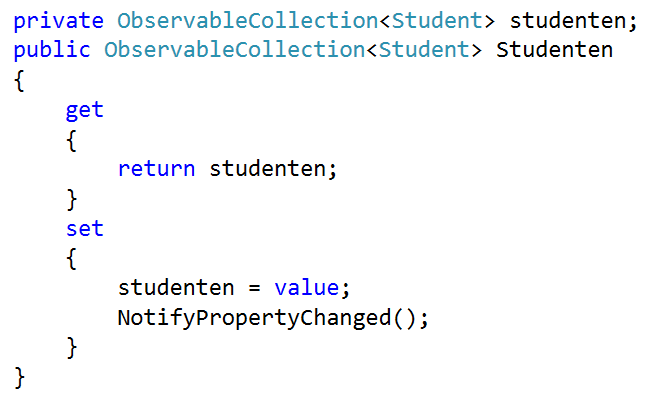 private ObservableCollection<Student> studenten;
public ObservableCollection<Student> Studenten
{
    get
    {
        return studenten;
    }
    set
    {
        studenten = value;
        NotifyPropertyChanged();
    }
}